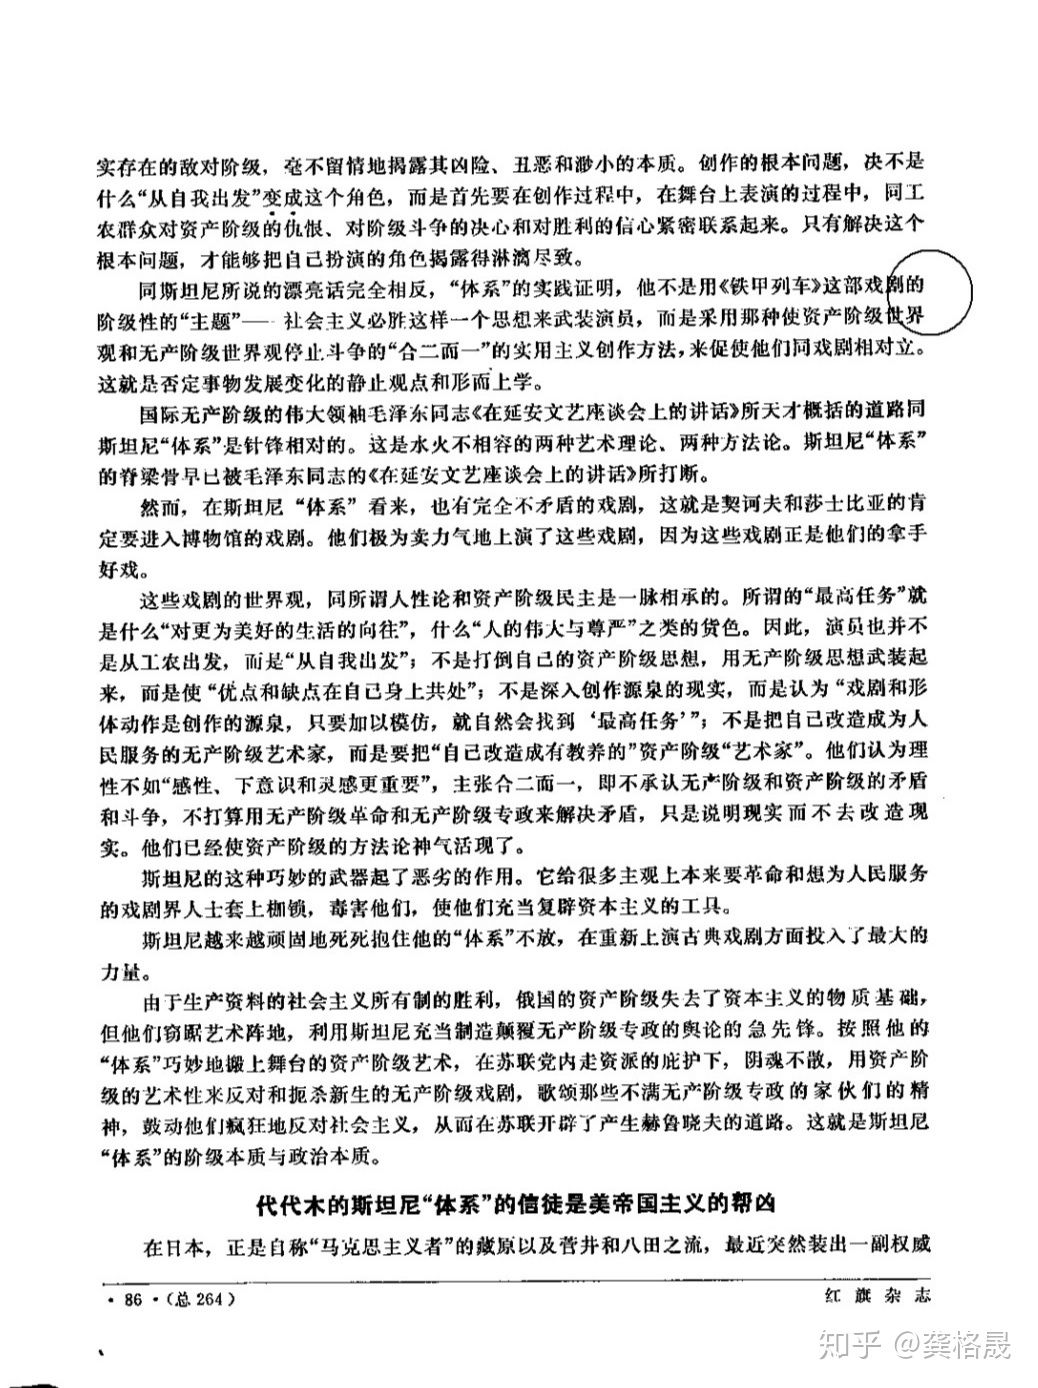 实存在的敌对阶级，毫不留情地揭露其凶险、丑恶和渺小的本质。创作的根本问题，决不是
什么“从自我出发”变成这个角色，而是首先要在创作过程中，在舞台上表演的过程中，同工
农群众对资产阶级的仇恨、对阶级斗争的决心和对胜利的信心紧密联系起来。只有解决这个
根本问题，才能够把自己扮演的角色揭露得淋漓尽致。
同斯坦尼所说的漂亮话完全相反，“体系”的实践证明，他不是用《铁甲列车》这部戏剧的
阶级性的“主题”——社会主义必胜这样一个思想来武装演员，而是采用那种使资产阶级世界
观和无产阶级世界观停止斗争的“合二而一”的实用主义创作方法，来促使他们同戏剧相对立。
这就是否定事物发展变化的静止观点和形而上学。
国际无产阶级的伟大领袖毛泽东同志《在延安文艺座谈会上的讲话》所天才概括的道路同
斯坦尼“体系”是针锋相对的。这是水火不相容的两种艺术理论、两种方法论。斯坦尼“体系”
的脊梁骨早已被毛泽东同志的《在延安文艺座谈会上的讲话》所打断。
然而，在斯坦尼“体系”看来，也有完全不矛盾的戏剧，这就是契诃夫和莎士比亚的肯
定要进入博物馆的戏剧。他们极为卖力气地上演了这些戏剧，因为这些戏剧正是他们的拿手
好戏。
这些戏剧的世界观，同所谓人性论和资产阶级民主是一脉相承的。所谓的“最高任务”就
是什么“对更为美好的生活的向往”，什么“人的伟大与尊严”之类的货色。因此，演员也并不
是从工农出发，而是“从自我出发”；不是打倒自己的资产阶级思想，用无产阶级思想武装起
来，而是使“优点和缺点在自己身上共处”；不是深入创作源泉的现实，而是认为“戏剧和形
体动作是创作的源泉，只要加以模仿，就自然会找到‘最高任务’”；不是把自己改造成为人
民服务的无产阶级艺术家，而是要把“自己改造成有教养的”资产阶级“艺术家”。他们认为理
性不如“感性、下意识和灵感更重要”，主张合二而一，即不承认无产阶级和资产阶级的矛盾
和斗争，不打算用无产阶级革命和无产阶级专政来解决矛盾，只是说明现实而不去改造现
实。他们已经使资产阶级的方法论神气活现了。
斯坦尼的这种巧妙的武器起了恶劣的作用。它给很多主观上本来要革命和想为人民服务
的戏剧界人士套上枷锁，毒害他们，使他们充当复辟资本主义的工具。
斯坦尼越来越顽固地死死抱住他的“体系”不放，在重新上演古典戏剧方面投入了最大的
力量。
由于生产资料的社会主义所有制的胜利，俄国的资产阶级失去了资本主义的物质基础，
但他们窃踞艺术阵地，利用斯坦尼充当制造颠覆无产阶级专政的舆论的急先锋。按照他的
“体系”巧妙地搬上舞台的资产阶级艺术，在苏联党内走资派的庇护下，阴魂不散，用资产阶
级的艺术性来反对和扼杀新生的无产阶级戏剧，歌颂那些不满无产阶级专政的家伙们的精
神，鼓动他们疯狂地反对社会主义，从而在苏联开辟了产生赫鲁晓夫的道路。这就是斯坦尼
“体系”的阶级本质与政治本质。
代代木的斯坦尼“体系”的信徒是美帝国主义的帮凶
在日本，正是自称“马克思主义者”的藏原以及菅井和八田之流，最近突然装出一副权威
·86·（总264）
红旗杂志
知乎 @龚格晟